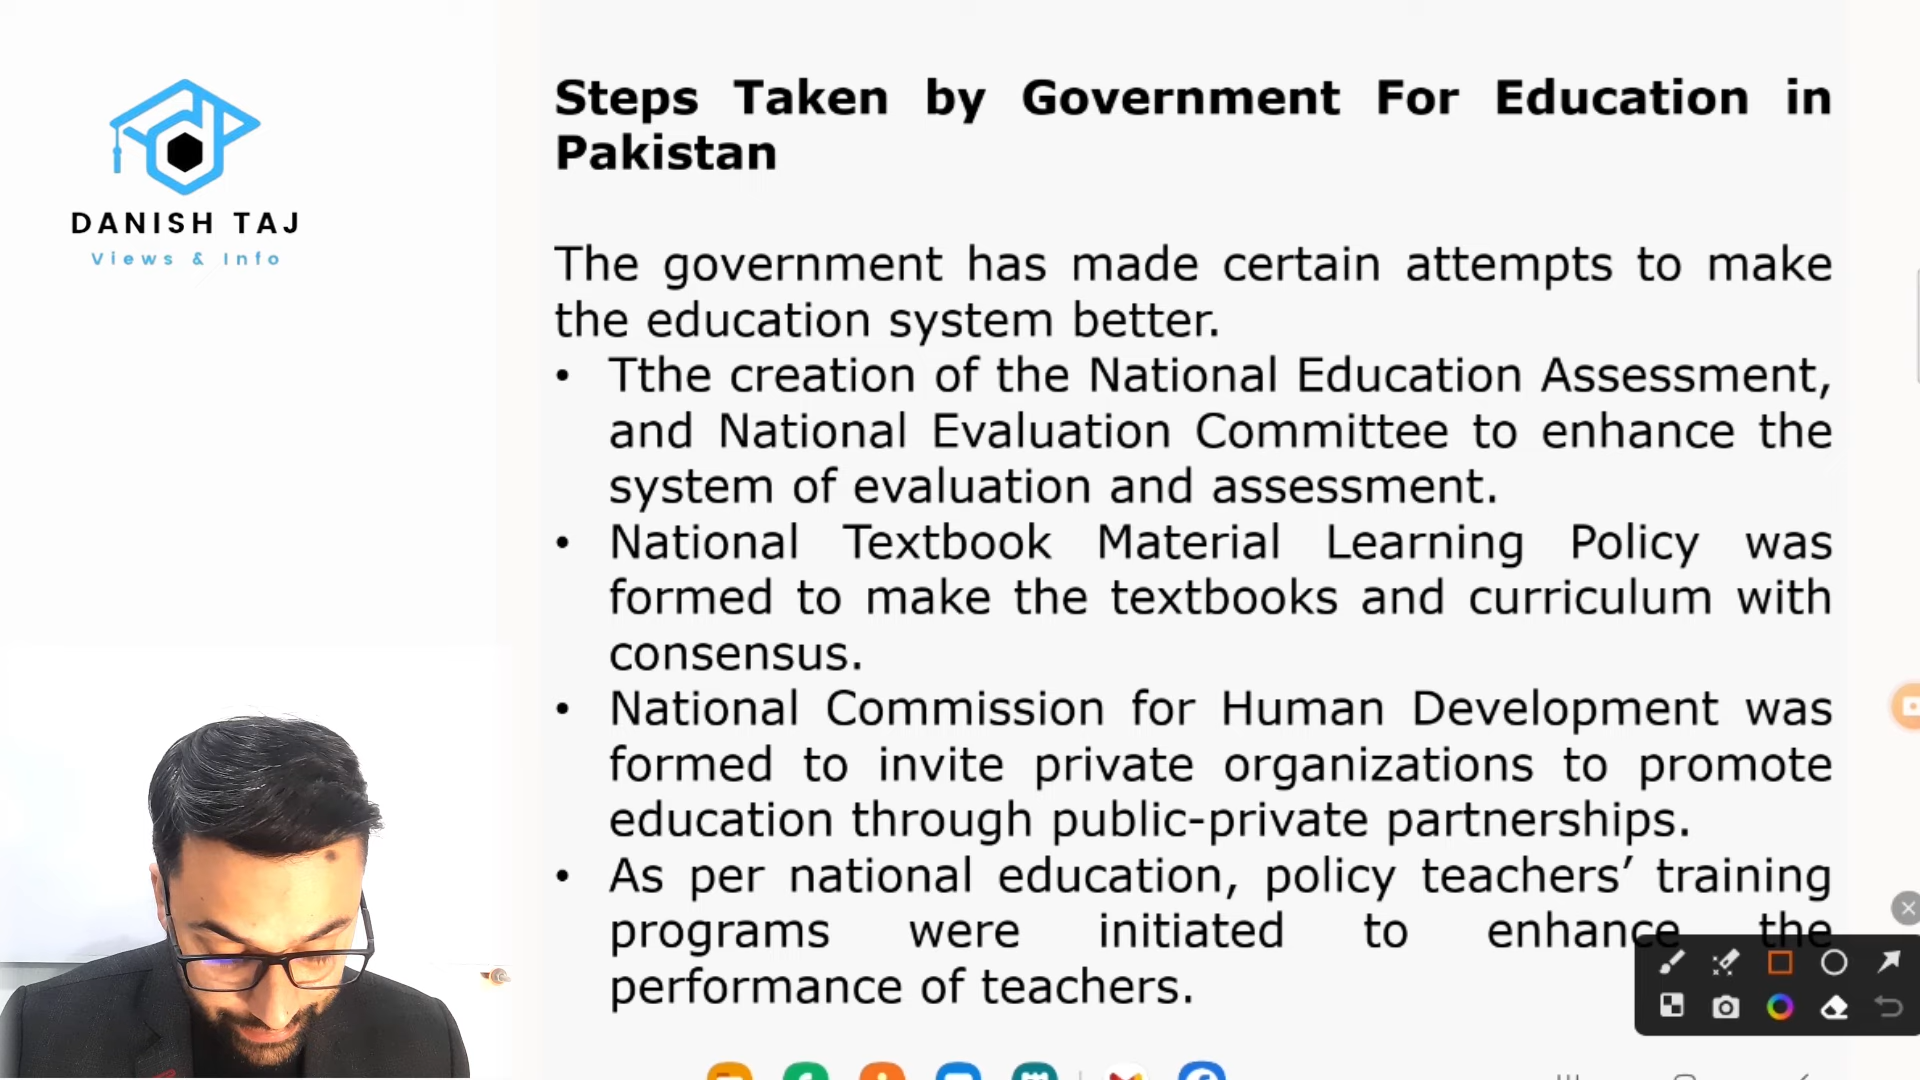 DANISH TAJ
Views & Info
Steps Taken by Government For Education in
Pakistan
The government has made certain attempts to make
the education system better.
• Tthe creation of the National Education Assessment,
and National Evaluation Committee to enhance the
system of evaluation and assessment.
• National Textbook Material Learning Policy was
formed to make the textbooks and curriculum with
consensus.
• National Commission for Human Development was
formed to invite private organizations to promote
education through public-private partnerships.
• As per national education, policy teachers’ training
programs were initiated to enhance the
performance of teachers.